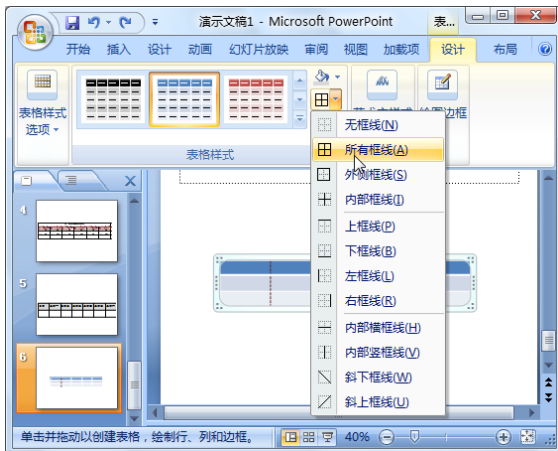 演示文稿1 - Microsoft PowerPoint
表...
开始 插入 设计 动画 幻灯片放映 审阅 视图 加载项 设计 布局
表格样式
选项
表格样式
无框线(N)
所有框线(A)
外侧框线(S)
内部框线(I)
上框线(P)
下框线(B)
左框线(L)
右框线(R)
内部横框线(H)
内部竖框线(V)
斜下框线(W)
斜上框线(U)
4
5
6
单击并拖动以创建表格，绘制行、列和边框。
40%